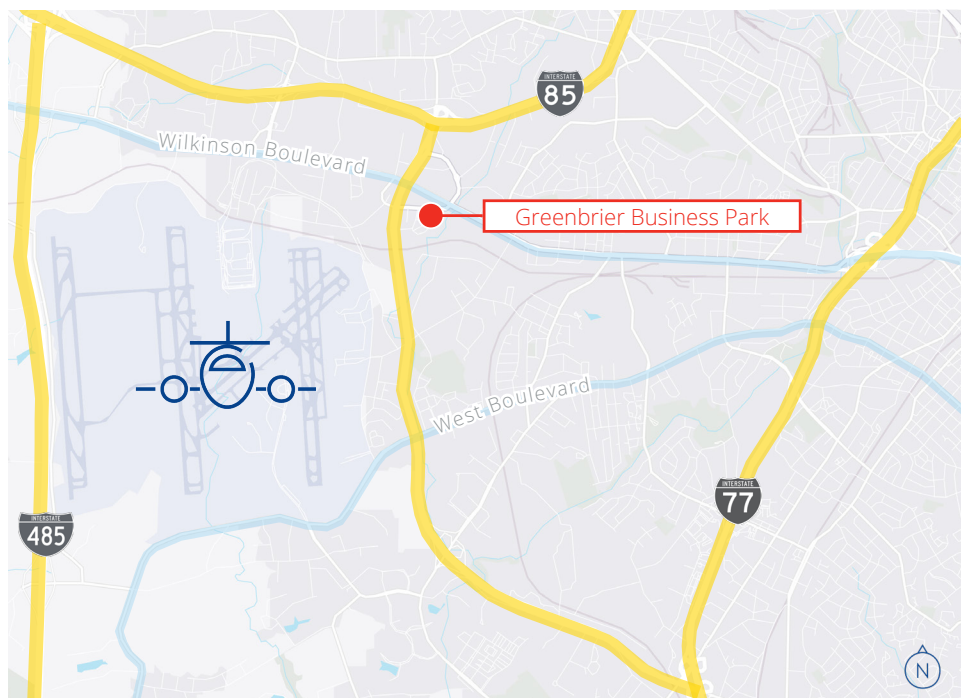 INTERSTATE
85
Wilkinson Boulevard
Greenbrier Business Park
West Boulevard
INTERSTATE
77
INTERSTATE
485
N